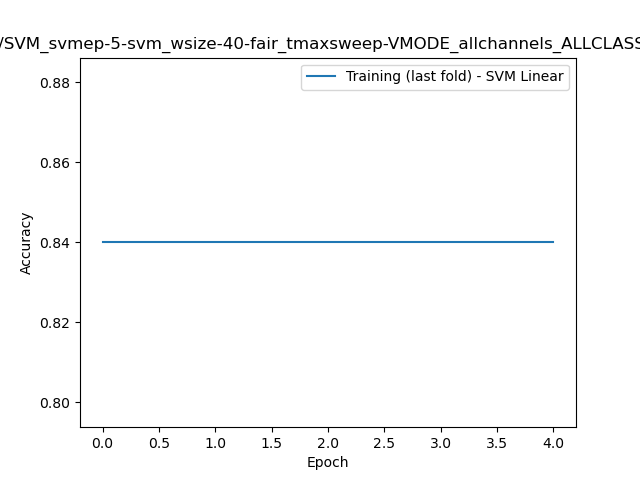 /SVM_svmep-5-svm_wsize-40-fair_tmaxsweep-VMODE_allchannels_ALLCLASS
Training (last fold) - SVM Linear
0.88
0.86
0.84
0.82
0.80
Accuracy
0.0 0.5 1.0 1.5 2.0 2.5 3.0 3.5 4.0
Epoch